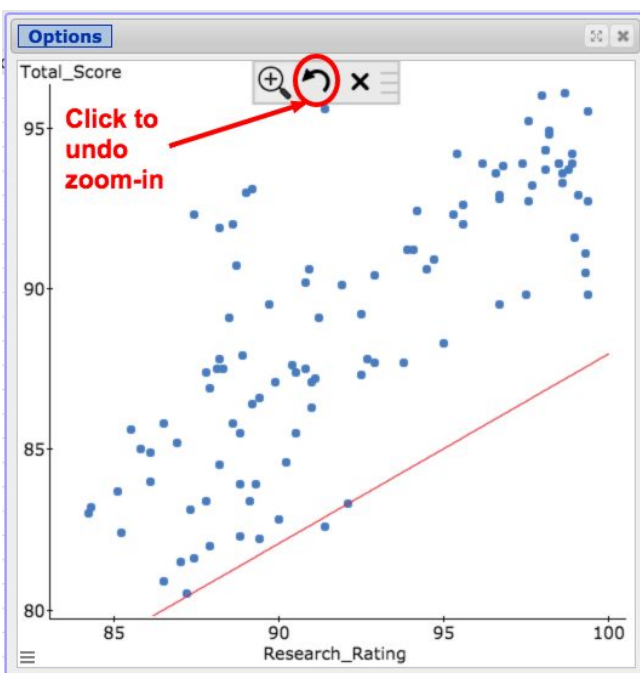 Options
Total_Score
Click to
undo
zoom-in
95
90
85
80
85 90 95 100
Research_Rating